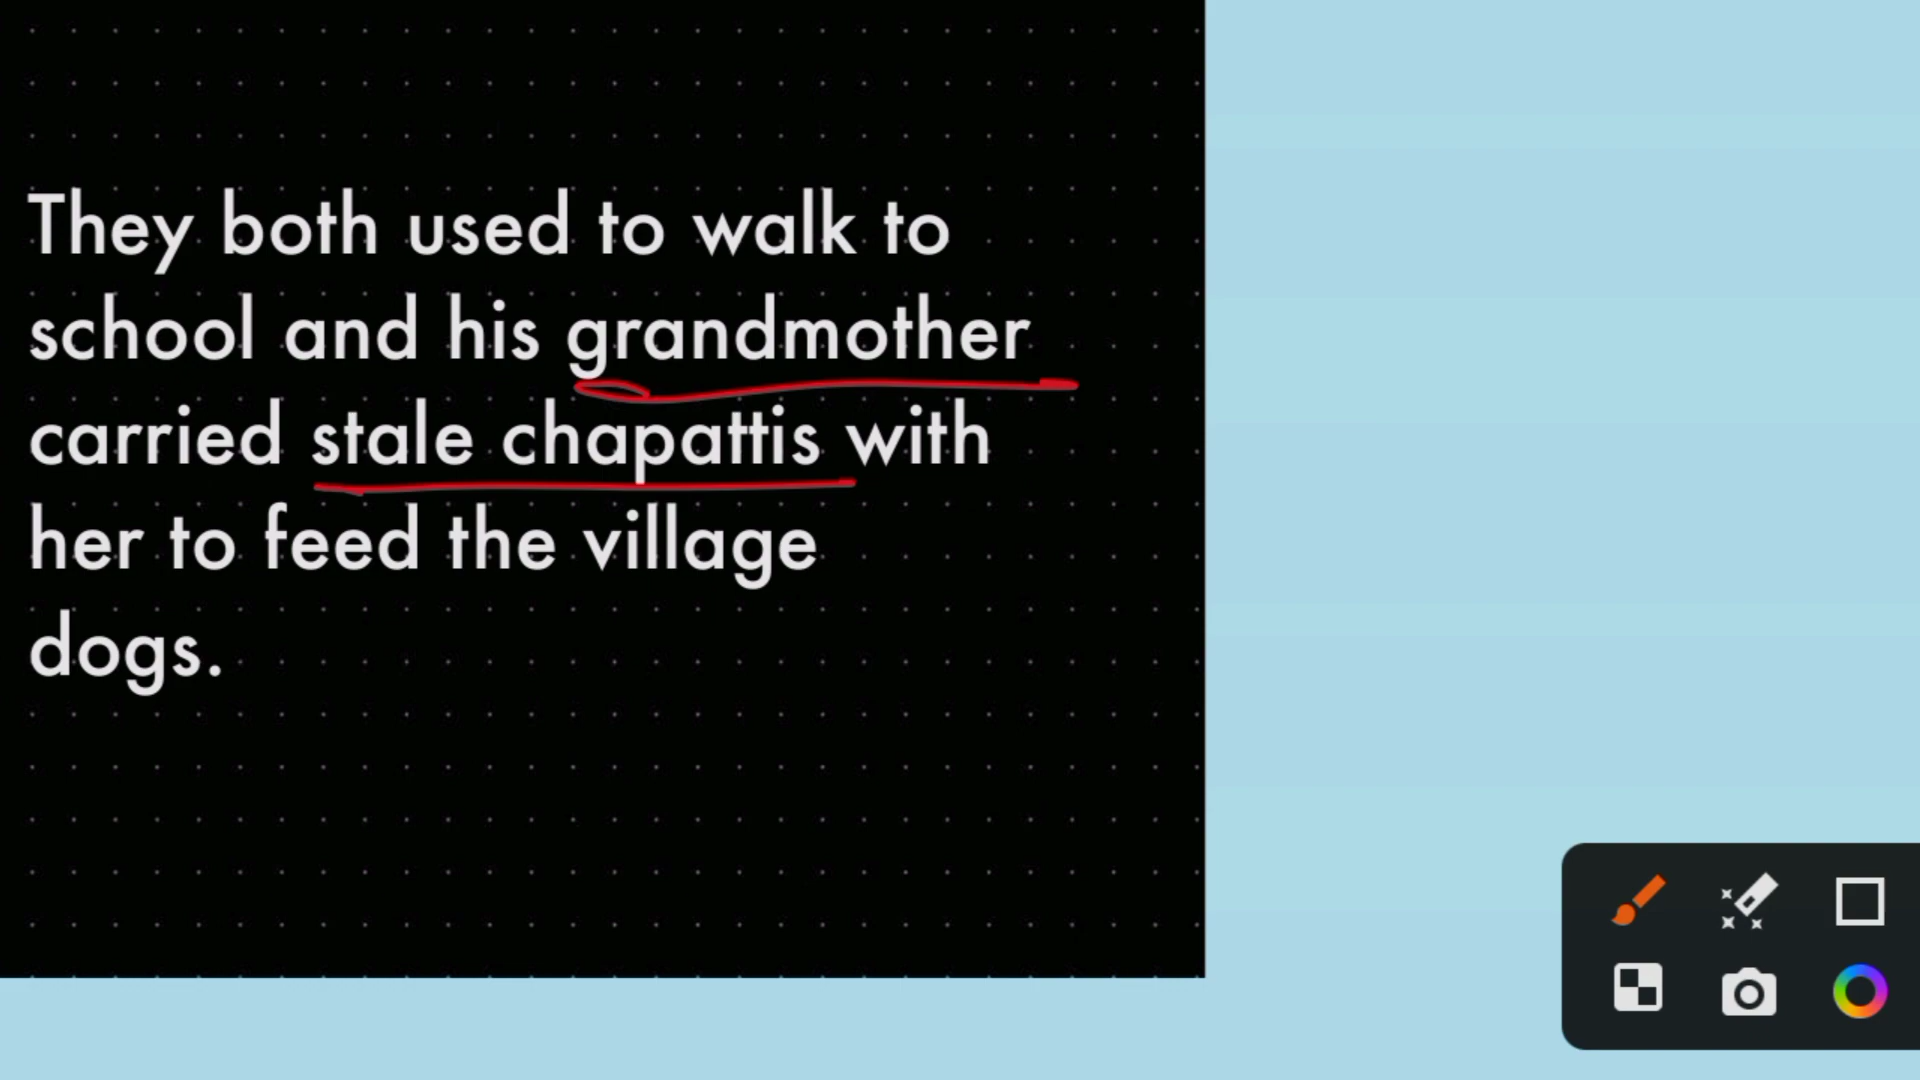 They both used to walk to
school and his grandmother
carried stale chapattis with
her to feed the village
dogs.